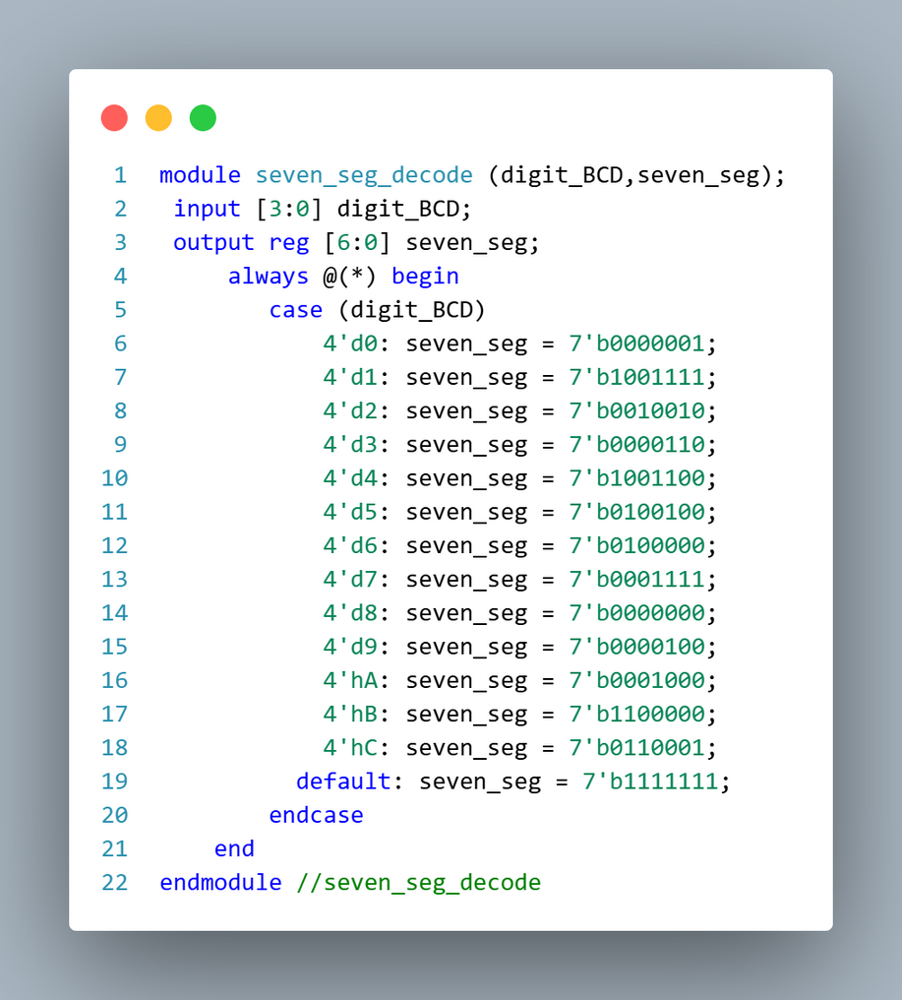 1 module seven_seg_decode (digit_BCD,seven_seg);
2 input [3:0] digit_BCD;
3 output reg [6:0] seven_seg;
4 always @(*) begin
5 case (digit_BCD)
6 4'd0: seven_seg = 7'b0000001;
7 4'd1: seven_seg = 7'b1001111;
8 4'd2: seven_seg = 7'b0010010;
9 4'd3: seven_seg = 7'b0000110;
10 4'd4: seven_seg = 7'b1001100;
11 4'd5: seven_seg = 7'b0100100;
12 4'd6: seven_seg = 7'b0100000;
13 4'd7: seven_seg = 7'b0001111;
14 4'd8: seven_seg = 7'b0000000;
15 4'd9: seven_seg = 7'b0000100;
16 4'hA: seven_seg = 7'b0001000;
17 4'hB: seven_seg = 7'b1100000;
18 4'hC: seven_seg = 7'b0110001;
19 default: seven_seg = 7'b1111111;
20 endcase
21 end
22 endmodule //seven_seg_decode